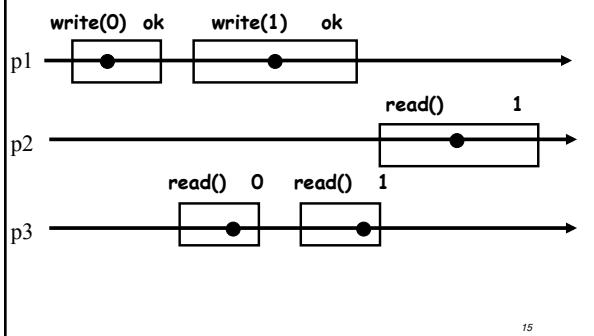 write(0) ok write(1) ok
p1
read() 1
p2
read() 0 read() 1
p3
15